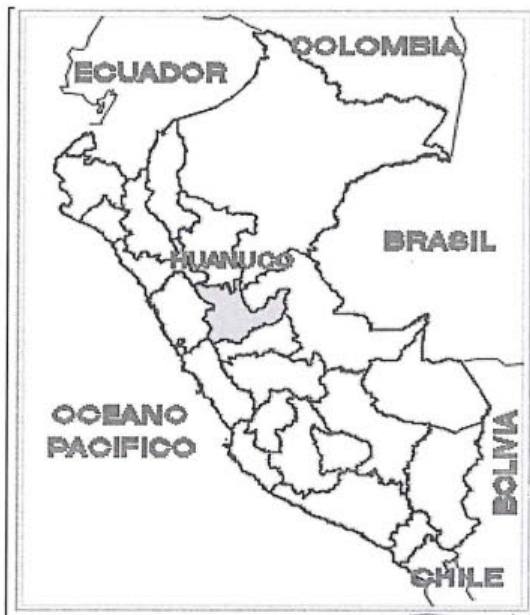 COLOMBIA
ECUADOR
BRASIL
HUANUCO
OCEANO
PACIFICO
BOLIVIA
CHILE